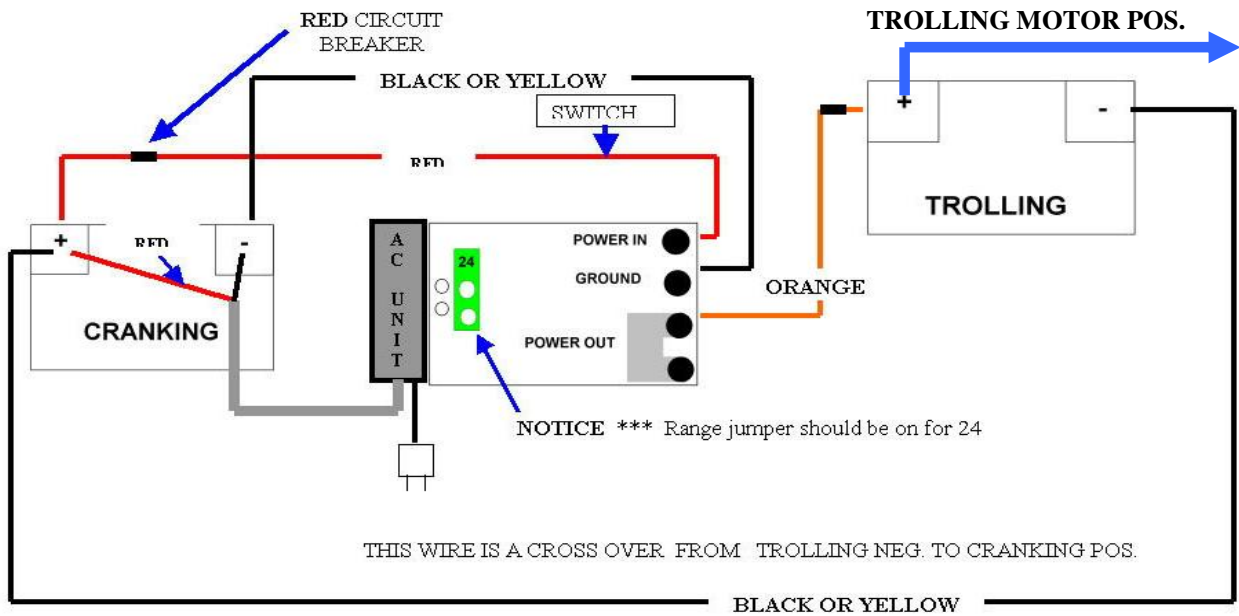 RED CIRCUIT
BREAKER
TROLLING MOTOR POS.
BLACK OR YELLOW
SWITCH
RED
+
-
RED
CRANKING
AC UNIT
24
POWER IN
GROUND
POWER OUT
ORANGE
+
-
TROLLING
NOTICE *** Range jumper should be on for 24
THIS WIRE IS A CROSS OVER FROM TROLLING NEG. TO CRANKING POS.
BLACK OR YELLOW